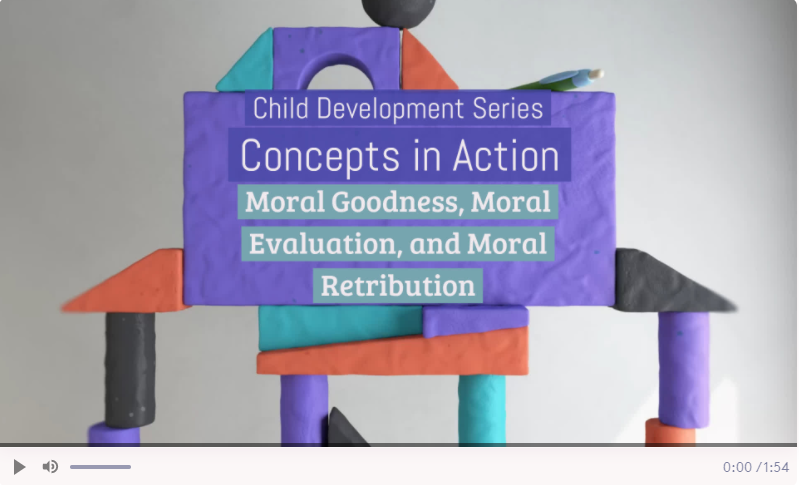 Child Development Series
Concepts in Action
Moral Goodness, Moral
Evaluation, and Moral
Retribution
0:00 /1:54